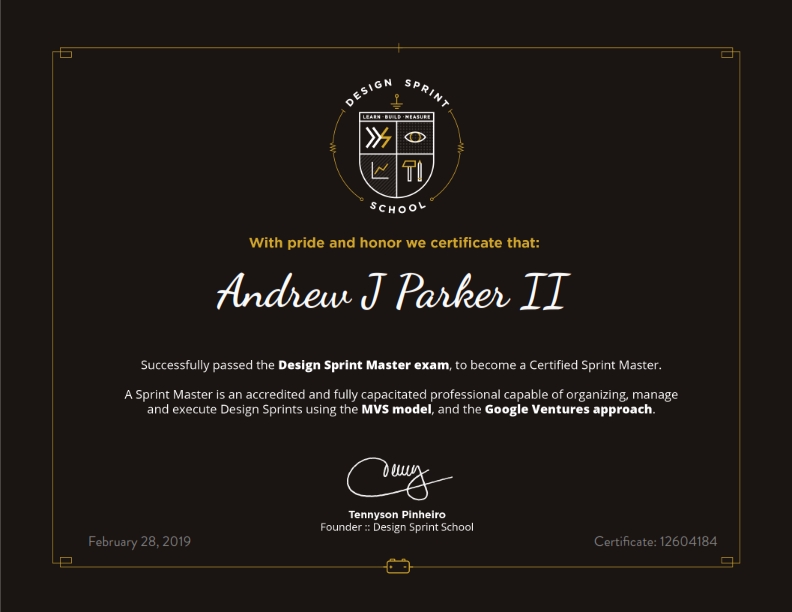 DESIGN SPRINT
LEARN · BUILD · MEASURE
SCHOOL
With pride and honor we certificate that:
Andrew J Parker II
Successfully passed the Design Sprint Master exam, to become a Certified Sprint Master.
A Sprint Master is an accredited and fully capacitated professional capable of organizing, manage
and execute Design Sprints using the MVS model, and the Google Ventures approach.
Tennyson Pinheiro
Founder :: Design Sprint School
February 28, 2019
Certificate: 12604184